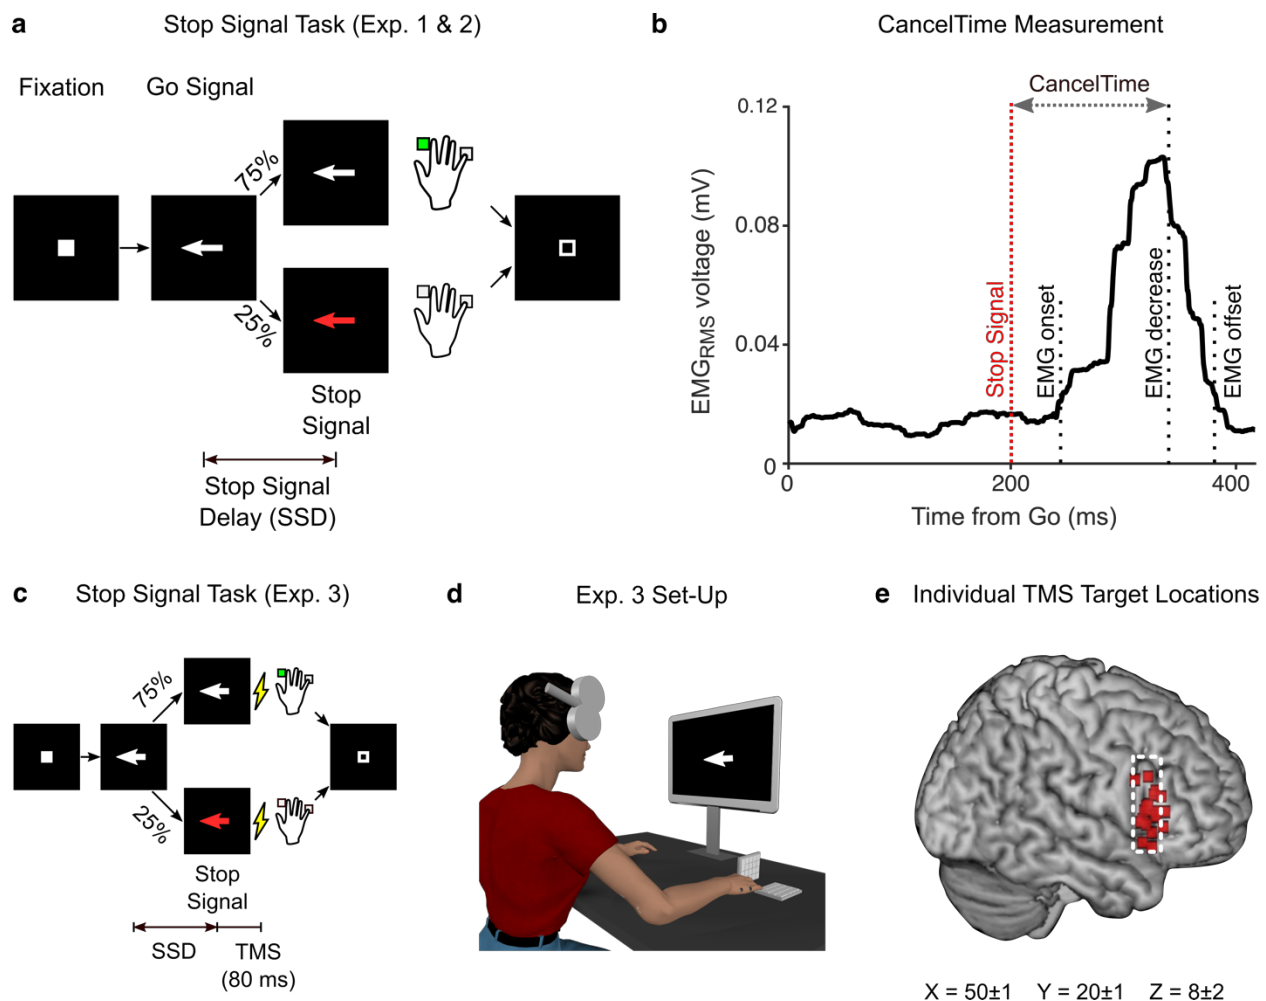 a Stop Signal Task (Exp. 1 & 2)
Fixation
Go Signal
75%
25%
Stop
Signal
Stop Signal
Delay (SSD)
b CancelTime Measurement
CancelTime
0.12
0.08
0.04
0
EMGRMS voltage (mV)
Stop Signal
EMG onset
EMG decrease
EMG offset
0 200 400
Time from Go (ms)
c Stop Signal Task (Exp. 3)
75%
25%
Stop
Signal
SSD TMS
(80 ms)
d Exp. 3 Set-Up
e Individual TMS Target Locations
X = 50±1 Y = 20±1 Z = 8±2